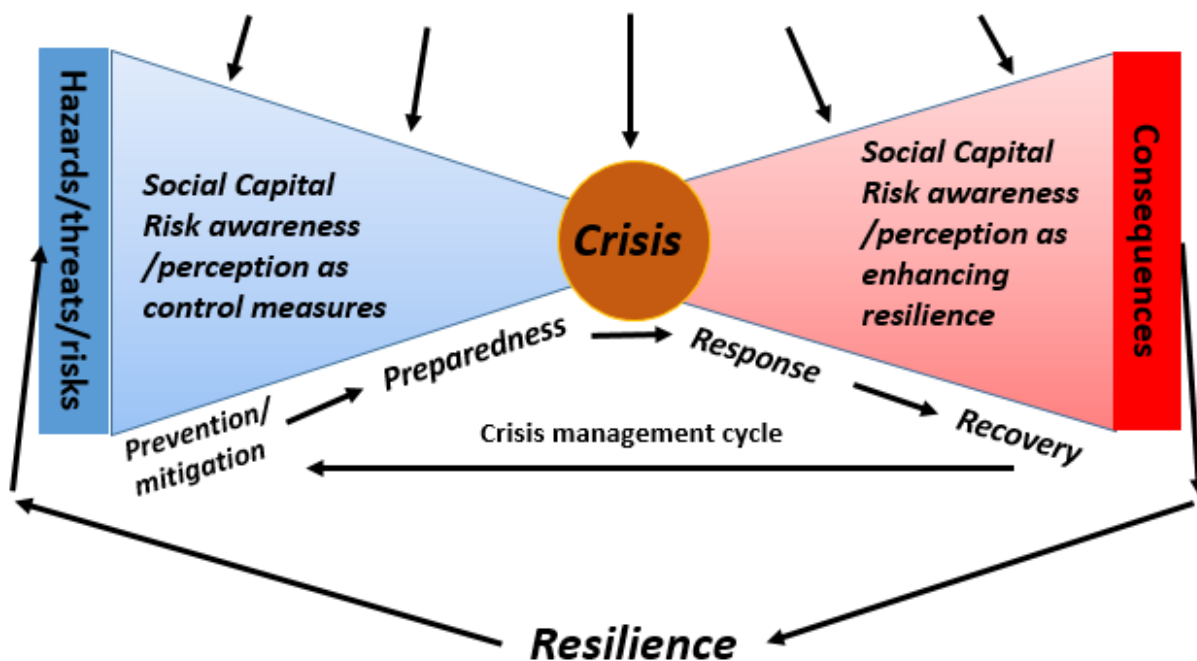 Hazards/threats/risks
Social Capital
Risk awareness
/perception as
control measures
Crisis
Social Capital
Risk awareness
/perception as
enhancing
resilience
Consequences
Prevention/
mitigation
Preparedness
Response
Recovery
Crisis management cycle
Resilience